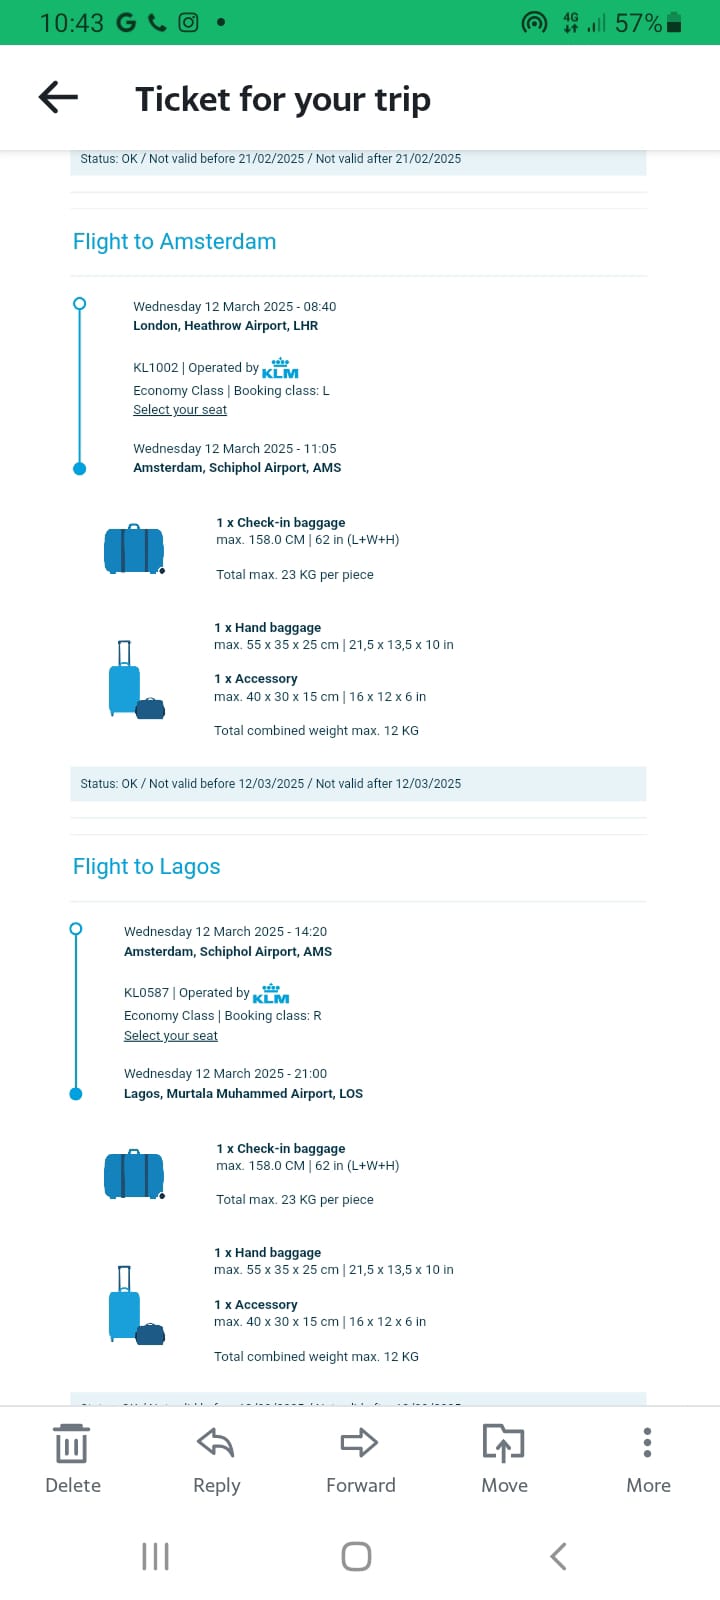 10:43
4G
57%
Ticket for your trip
Status: OK / Not valid before 21/02/2025 / Not valid after 21/02/2025
Flight to Amsterdam
Wednesday 12 March 2025 - 08:40
London, Heathrow Airport, LHR
KL1002 | Operated by KLM
Economy Class | Booking class: L
Select your seat
Wednesday 12 March 2025 - 11:05
Amsterdam, Schiphol Airport, AMS
1 x Check-in baggage
max. 158.0 CM | 62 in (L+W+H)
Total max. 23 KG per piece
1 x Hand baggage
max. 55 x 35 x 25 cm | 21,5 x 13,5 x 10 in
1 x Accessory
max. 40 x 30 x 15 cm | 16 x 12 x 6 in
Total combined weight max. 12 KG
Status: OK / Not valid before 12/03/2025 / Not valid after 12/03/2025
Flight to Lagos
Wednesday 12 March 2025 - 14:20
Amsterdam, Schiphol Airport, AMS
KL0587 | Operated by KLM
Economy Class | Booking class: R
Select your seat
Wednesday 12 March 2025 - 21:00
Lagos, Murtala Muhammed Airport, LOS
1 x Check-in baggage
max. 158.0 CM | 62 in (L+W+H)
Total max. 23 KG per piece
1 x Hand baggage
max. 55 x 35 x 25 cm | 21,5 x 13,5 x 10 in
1 x Accessory
max. 40 x 30 x 15 cm | 16 x 12 x 6 in
Total combined weight max. 12 KG
Delete
Reply
Forward
Move
More